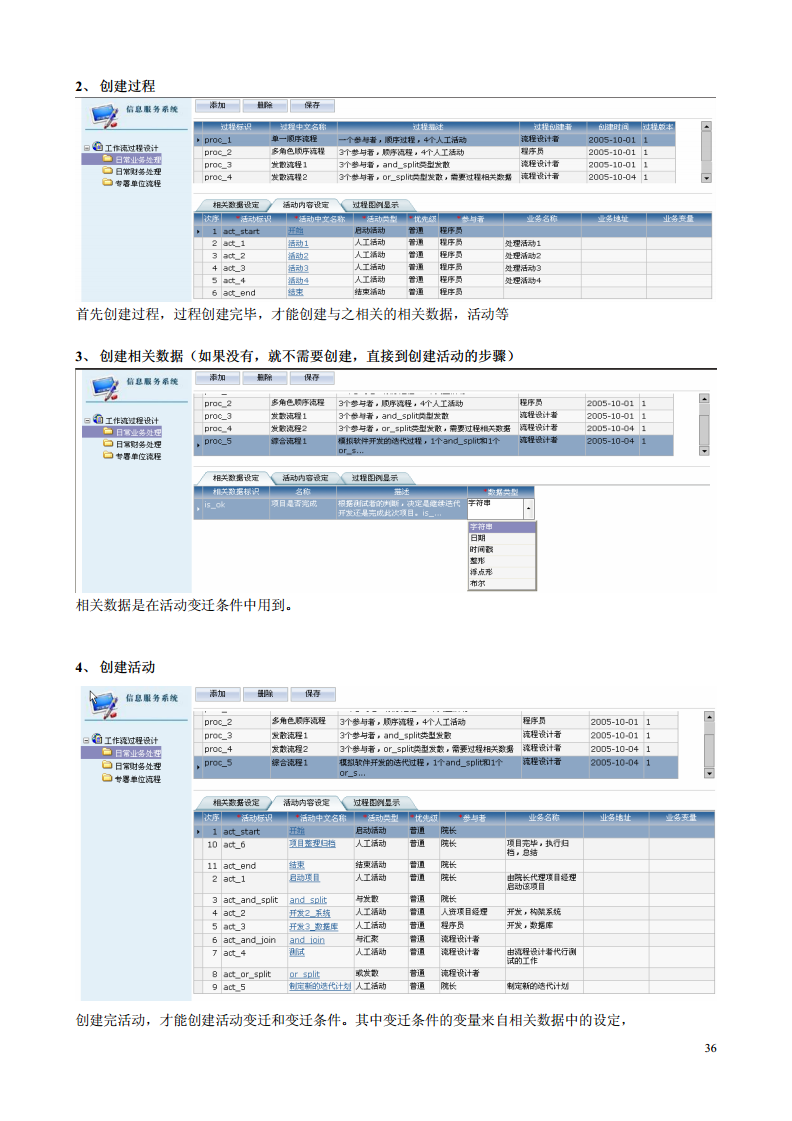 2、 创建过程
信息服务系统
添加 删除 保存
工作流过程设计
日常业务处理
日常财务处理
专署单位流程
过程标识 过程中文名称 过程描述 过程创建者 创建时间 过程版本
proc_1 单一顺序流程 一个参与者，顺序过程，4个人工活动 流程设计者 2005-10-01 1
proc_2 多角色顺序流程 3个参与者，顺序流程，4个人工活动 程序员 2005-10-01 1
proc_3 发散流程1 3个参与者，and_split类型发散 流程设计者 2005-10-01 1
proc_4 发散流程2 3个参与者，or_split类型发散，需要过程相关数据 流程设计者 2005-10-04 1
相关数据设定 活动内容设定 过程图例显示
次序 *活动标识 *活动中文名称 *活动类型 *优先级 *参与者 业务名称 业务地址 业务变量
1 act_start 开始 启动活动 普通 程序员
2 act_1 活动1 人工活动 普通 程序员 处理活动1
3 act_2 活动2 人工活动 普通 程序员 处理活动2
4 act_3 活动3 人工活动 普通 程序员 处理活动3
5 act_4 活动4 人工活动 普通 程序员 处理活动4
6 act_end 结束 结束活动 普通 程序员
首先创建过程，过程创建完毕，才能创建与之相关的相关数据，活动等
3、 创建相关数据（如果没有，就不需要创建，直接到创建活动的步骤）
信息服务系统
添加 删除 保存
工作流过程设计
日常业务处理
日常财务处理
专署单位流程
proc_2 多角色顺序流程 3个参与者，顺序流程，4个人工活动 程序员 2005-10-01 1
proc_3 发散流程1 3个参与者，and_split类型发散 流程设计者 2005-10-01 1
proc_4 发散流程2 3个参与者，or_split类型发散，需要过程相关数据 流程设计者 2005-10-04 1
proc_5 综合流程1 模拟软件开发的迭代过程，1个and_split和1个 流程设计者 2005-10-04 1
or_s...
相关数据设定 活动内容设定 过程图例显示
相关数据标识 名称 描述 *数据类型
is_ok 项目是否完成 根据测试者的判断，决定是继续迭代 字符串
开发还是完成此次项目。is_...
字符串
日期
时间戳
整形
浮点形
布尔
相关数据是在活动变迁条件中用到。
4、 创建活动
信息服务系统
添加 删除 保存
工作流过程设计
日常业务处理
日常财务处理
专署单位流程
proc_2 多角色顺序流程 3个参与者，顺序流程，4个人工活动 程序员 2005-10-01 1
proc_3 发散流程1 3个参与者，and_split类型发散 流程设计者 2005-10-01 1
proc_4 发散流程2 3个参与者，or_split类型发散，需要过程相关数据 流程设计者 2005-10-04 1
proc_5 综合流程1 模拟软件开发的迭代过程，1个and_split和1个 流程设计者 2005-10-04 1
or_s...
相关数据设定 活动内容设定 过程图例显示
次序 *活动标识 *活动中文名称 *活动类型 *优先级 *参与者 业务名称 业务地址 业务变量
1 act_start 开始 启动活动 普通 院长
10 act_6 项目整理归档 人工活动 普通 院长 项目完毕，执行归
档，总结
11 act_end 结束 结束活动 普通 院长
2 act_1 启动项目 人工活动 普通 院长 由院长代理项目经理
启动该项目
3 act_and_split and_split 与发散 普通 院长
4 act_2 开发2_系统 人工活动 普通 人资项目经理 开发，构架系统
5 act_3 开发3_数据库 人工活动 普通 程序员 开发，数据库
6 act_and_join and_join 与汇聚 普通 流程设计者
7 act_4 测试 人工活动 普通 流程设计者 由流程设计者代行测
试的工作
8 act_or_split or_split 或发散 普通 流程设计者
9 act_5 制定新的迭代计划 人工活动 普通 院长 制定新的迭代计划
创建完活动，才能创建活动变迁和变迁条件。其中变迁条件的变量来自相关数据中的设定，
36